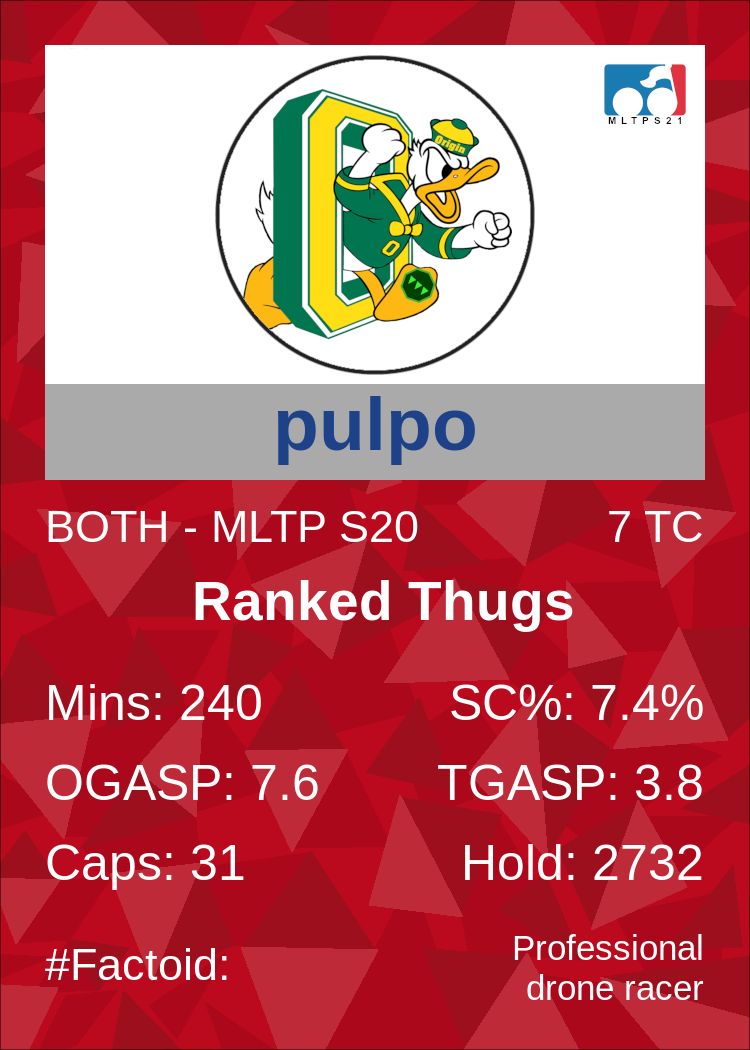 Origin
O
MLTPS21
pulpo
BOTH - MLTP S20 7 TC
Ranked Thugs
Mins: 240 SC%: 7.4%
OGASP: 7.6 TGASP: 3.8
Caps: 31 Hold: 2732
#Factoid: Professional
drone racer